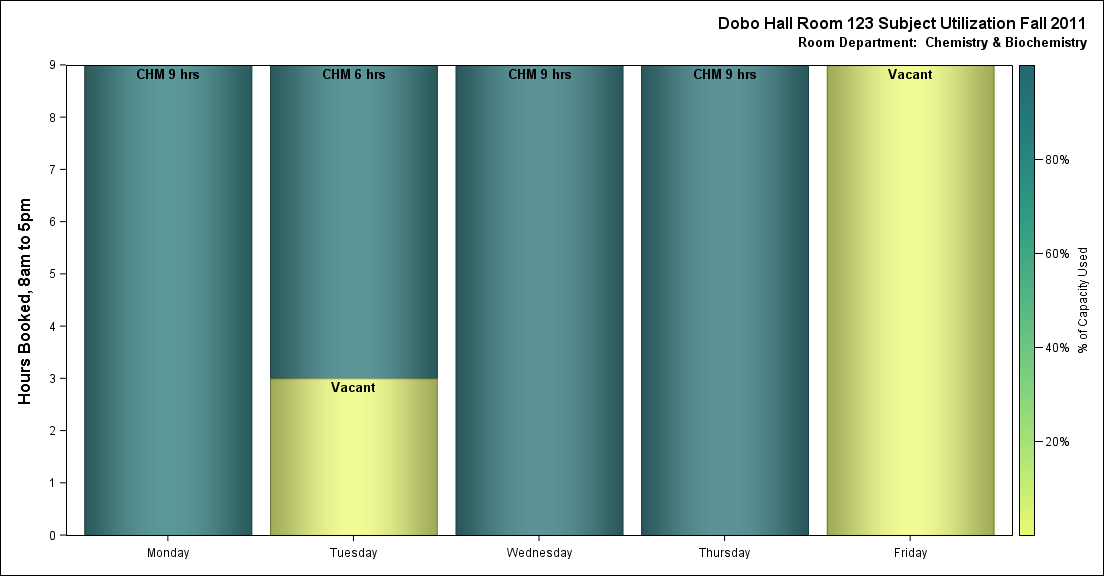 Dobo Hall Room 123 Subject Utilization Fall 2011
Room Department:  Chemistry & Biochemistry
Hours Booked, 8am to 5pm
9
8
7
6
5
4
3
2
1
0
CHM 9 hrs
CHM 6 hrs
CHM 9 hrs
CHM 9 hrs
Vacant
Vacant
Monday
Tuesday
Wednesday
Thursday
Friday
80%
60%
40%
20%
% of Capacity Used